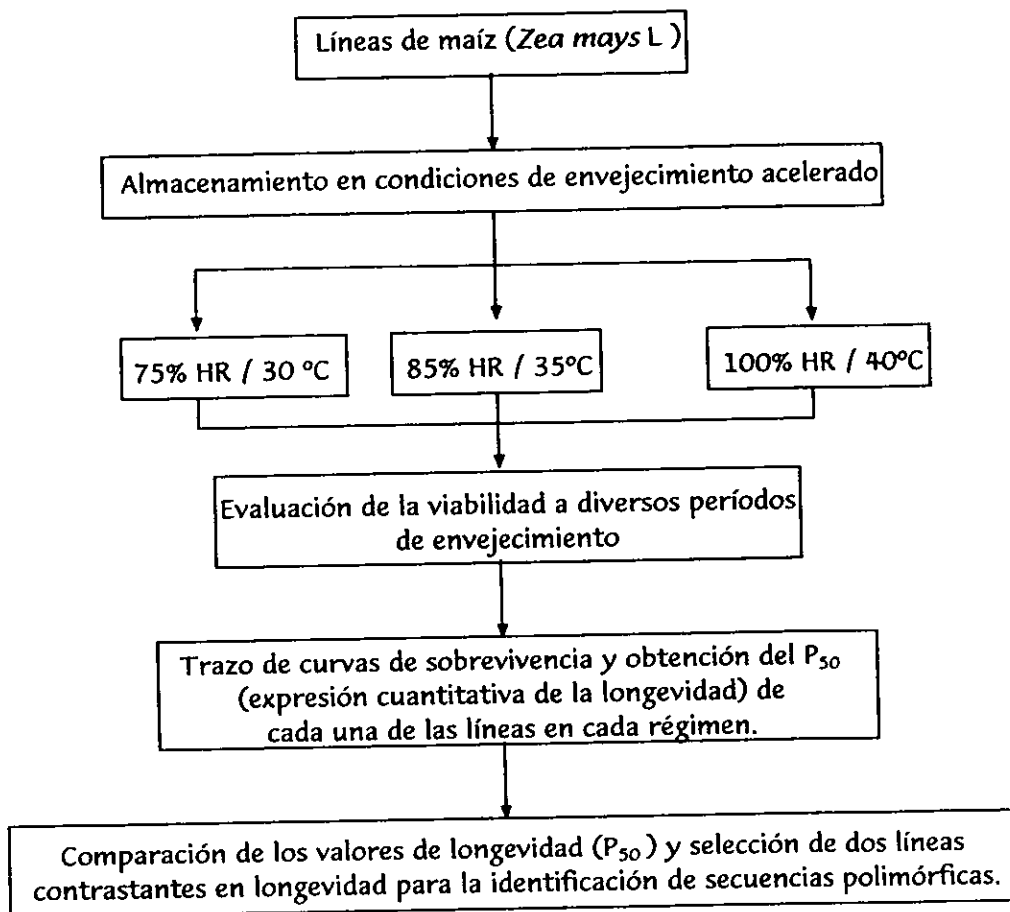 Líneas de maíz (Zea mays L )
Almacenamiento en condiciones de envejecimiento acelerado
75% HR / 30 ºC
85% HR / 35ºC
100% HR / 40ºC
Evaluación de la viabilidad a diversos períodos
de envejecimiento
Trazo de curvas de sobrevivencia y obtención del P₅₀
(expresión cuantitativa de la longevidad) de
cada una de las líneas en cada régimen.
Comparación de los valores de longevidad (P₅₀ ) y selección de dos líneas
contrastantes en longevidad para la identificación de secuencias polimórficas.